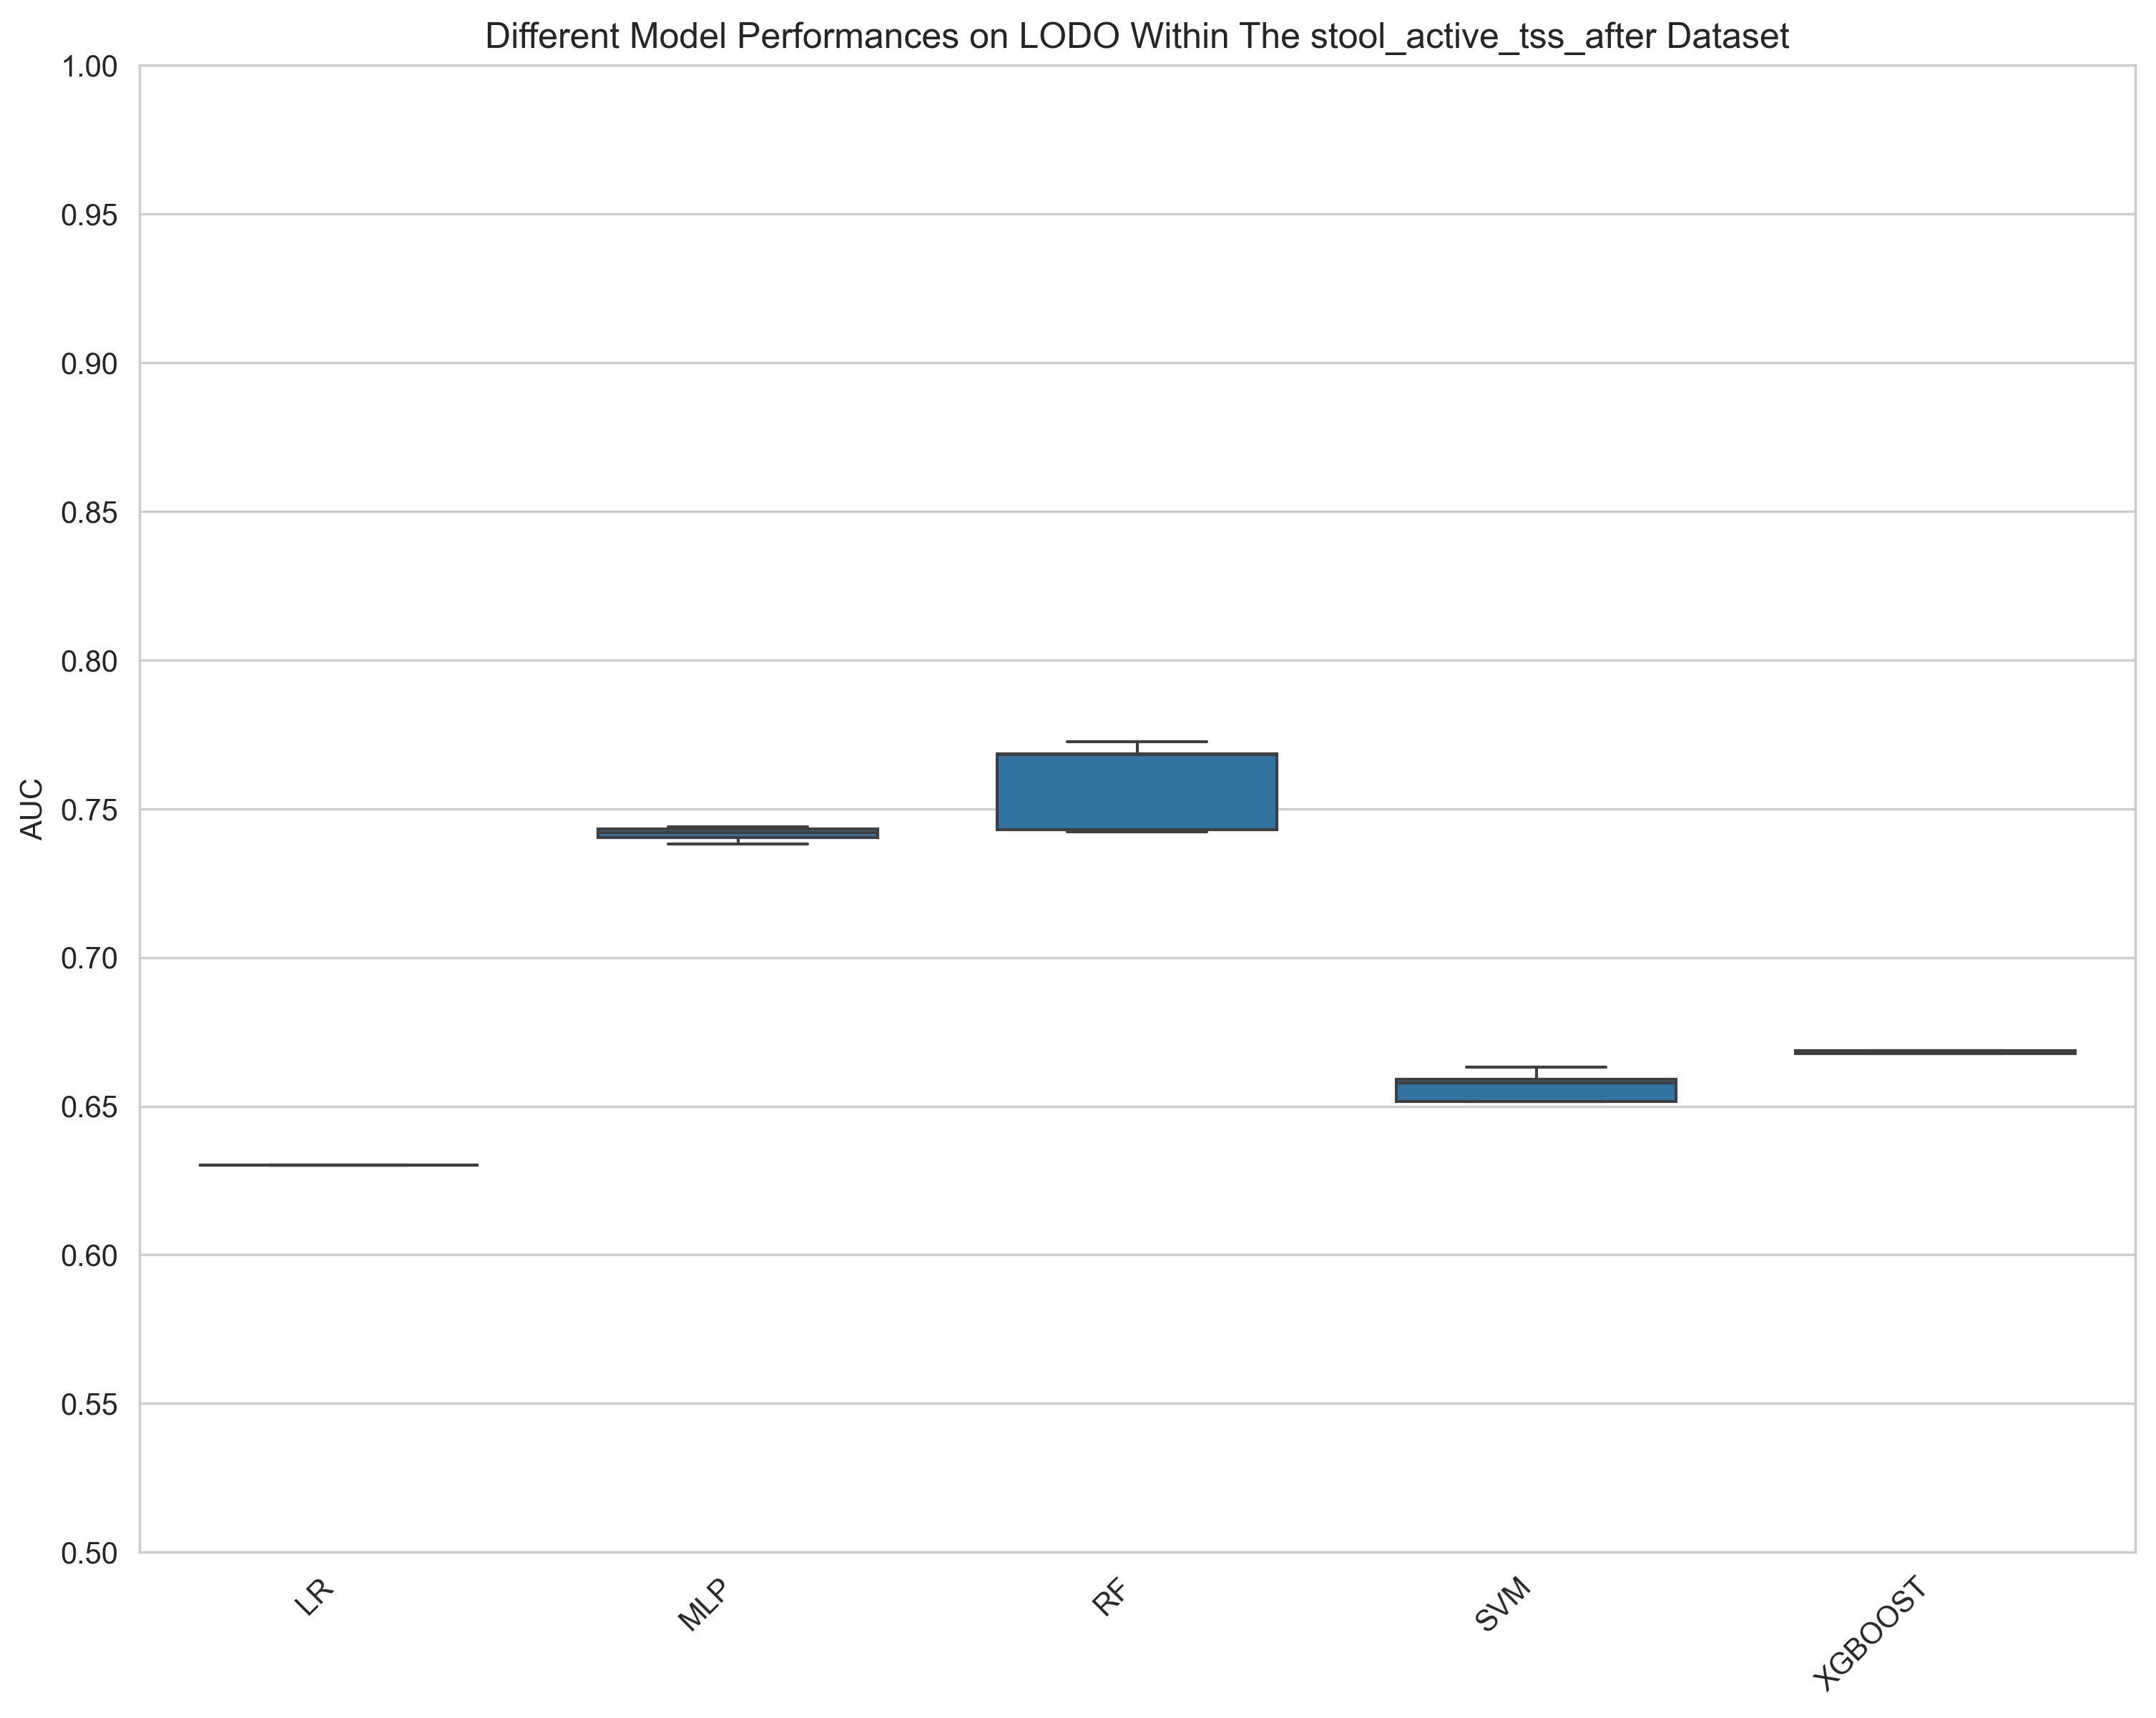 Different Model Performances on LODO Within The stool_active_tss_after Dataset
1.00
0.95
0.90
0.85
0.80
0.75
0.70
0.65
0.60
0.55
0.50
AUC
LR
MLP
RF
SVM
XGBOOST